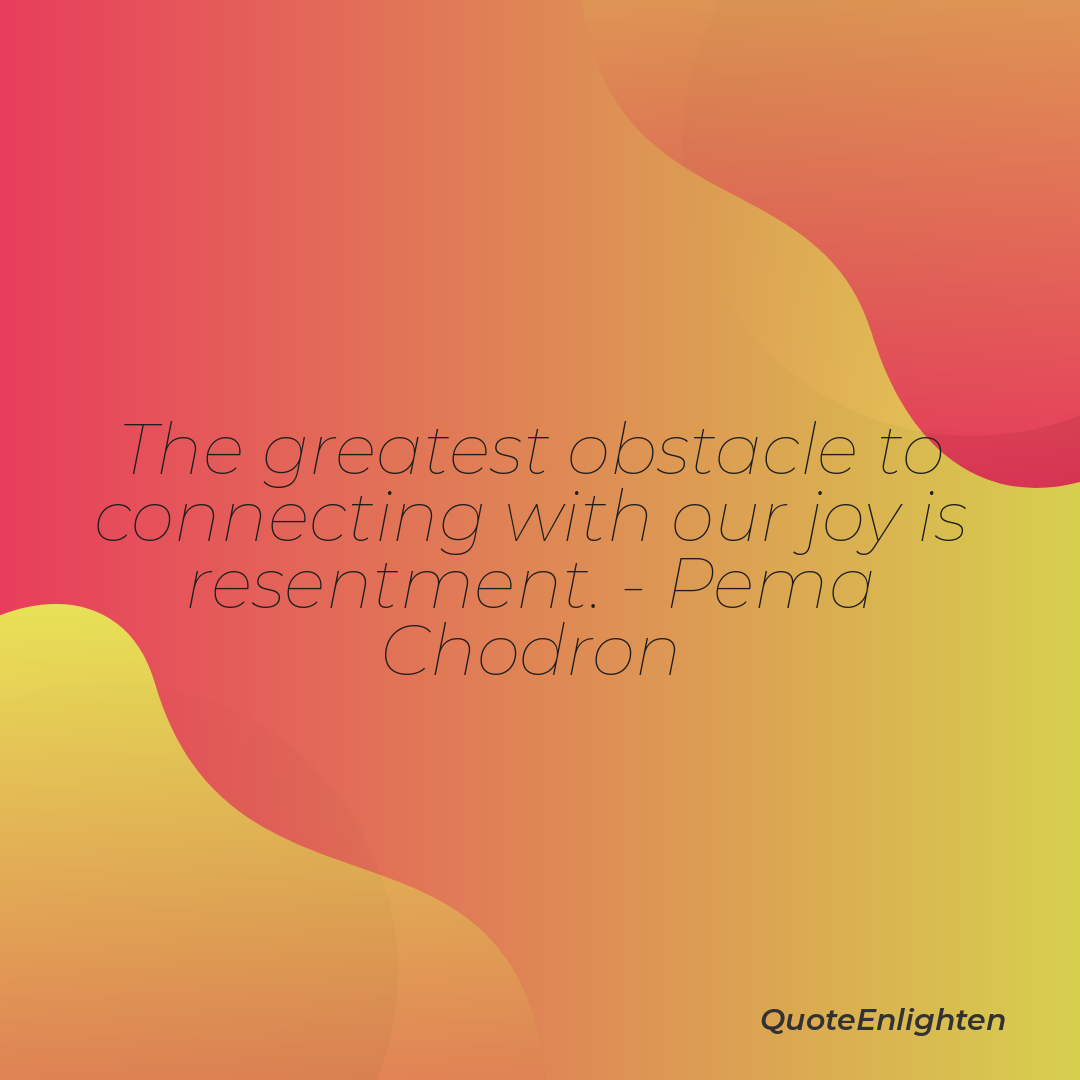 The greatest obstacle to
connecting with our joy is
resentment. - Pema
Chodron
QuoteEnlighten